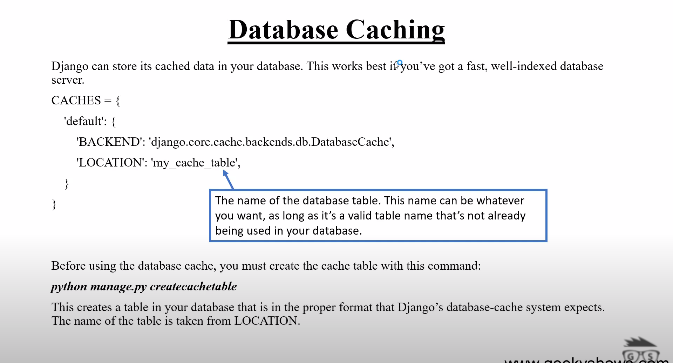 Database Caching
Django can store its cached data in your database. This works best if you've got a fast, well-indexed database
server.
CACHES = {
'default': {
'BACKEND': 'django.core.cache.backends.db.DatabaseCache',
'LOCATION': 'my_cache_table',
}
}
The name of the database table. This name can be whatever
you want, as long as it's a valid table name that's not already
being used in your database.
Before using the database cache, you must create the cache table with this command:
python manage.py createcachetable
This creates a table in your database that is in the proper format that Django's database-cache system expects.
The name of the table is taken from LOCATION.
GS